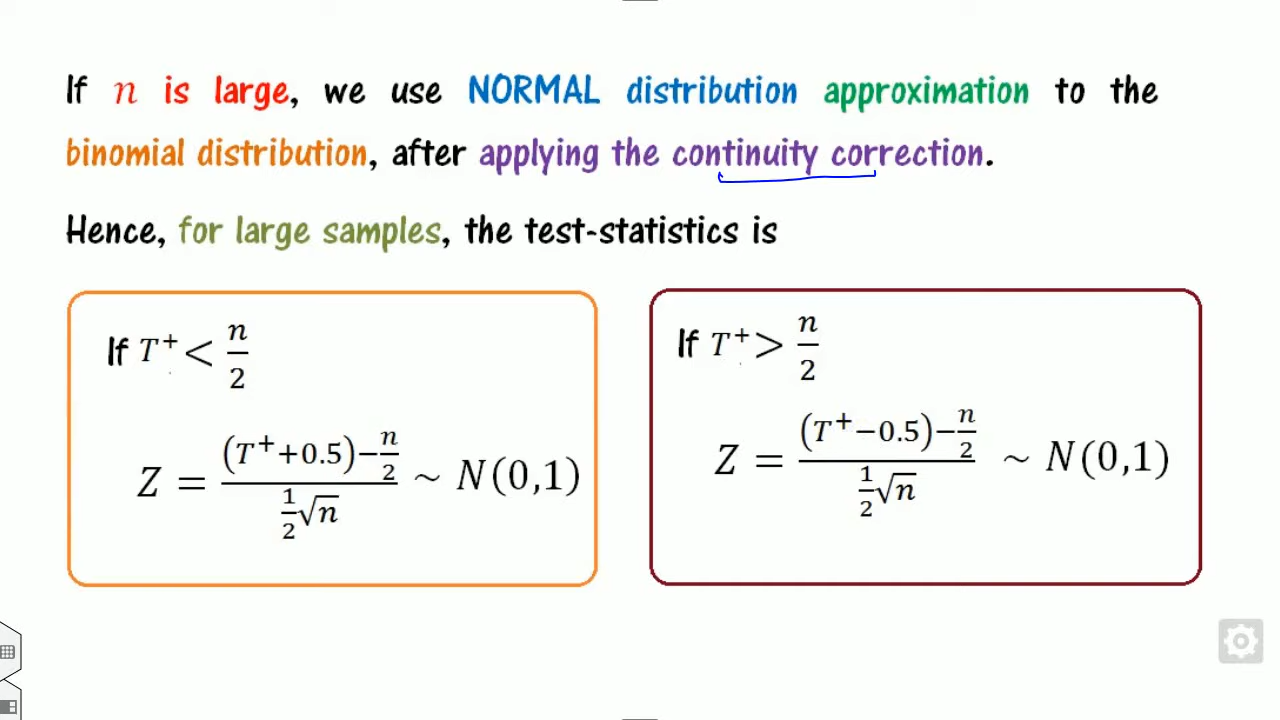 If n is large, we use NORMAL distribution approximation to the
binomial distribution, after applying the continuity correction.
Hence, for large samples, the test-statistics is
If T⁺ < n/2
Z = ((T⁺+0.5)−n/2)/(1/2 √n) ~ N(0,1)
If T⁺ > n/2
Z = ((T⁺−0.5)−n/2)/(1/2 √n) ~ N(0,1)